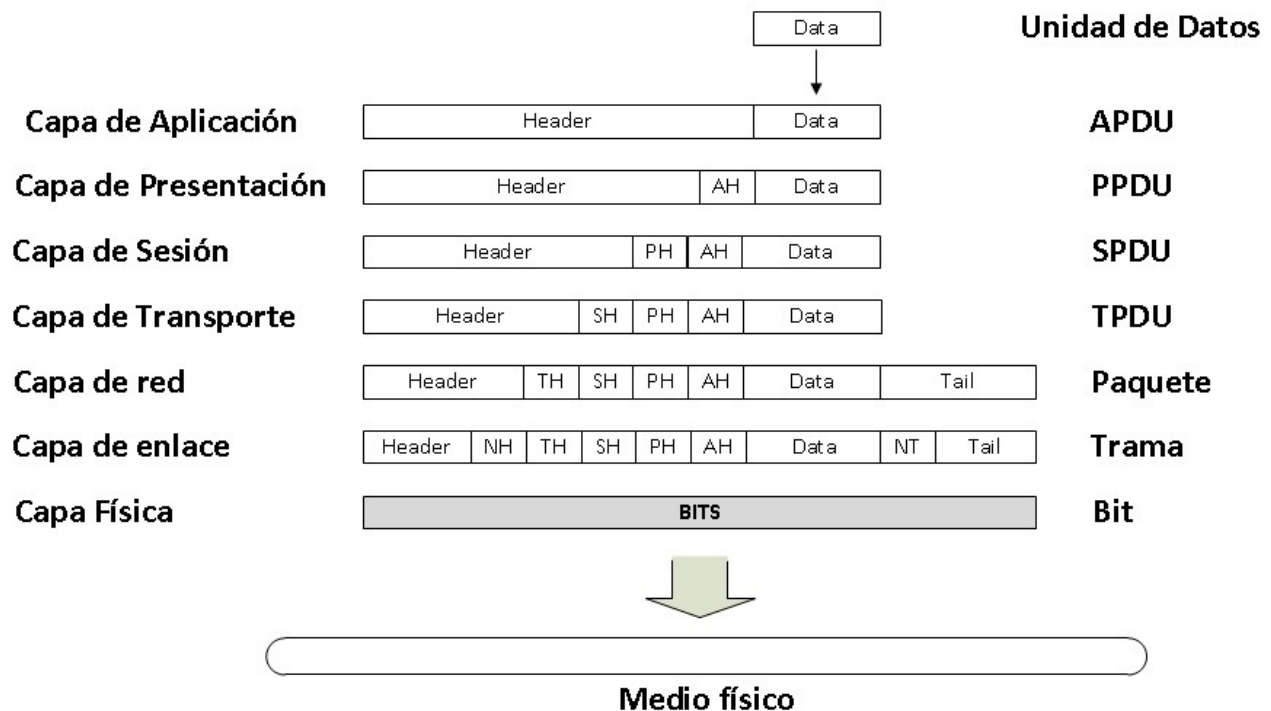 Data Unidad de Datos
Capa de Aplicación Header Data APDU
Capa de Presentación Header AH Data PPDU
Capa de Sesión Header PH AH Data SPDU
Capa de Transporte Header SH PH AH Data TPDU
Capa de red Header TH SH PH AH Data Tail Paquete
Capa de enlace Header NH TH SH PH AH Data NT Tail Trama
Capa Física BITS Bit
Medio físico